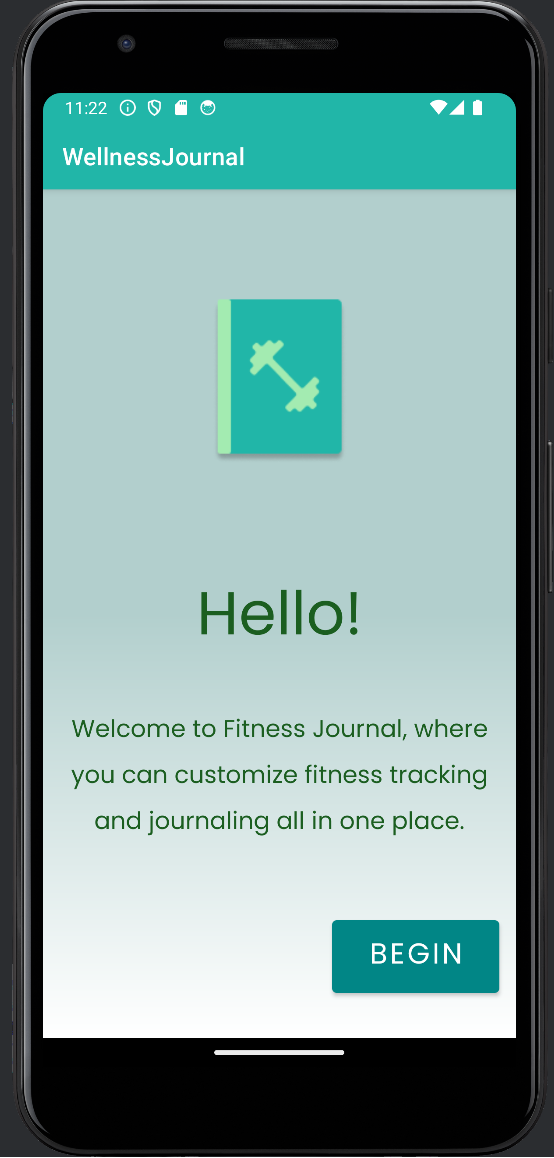 11:22
WellnessJournal
Hello!
Welcome to Fitness Journal, where
you can customize fitness tracking
and journaling all in one place.
BEGIN